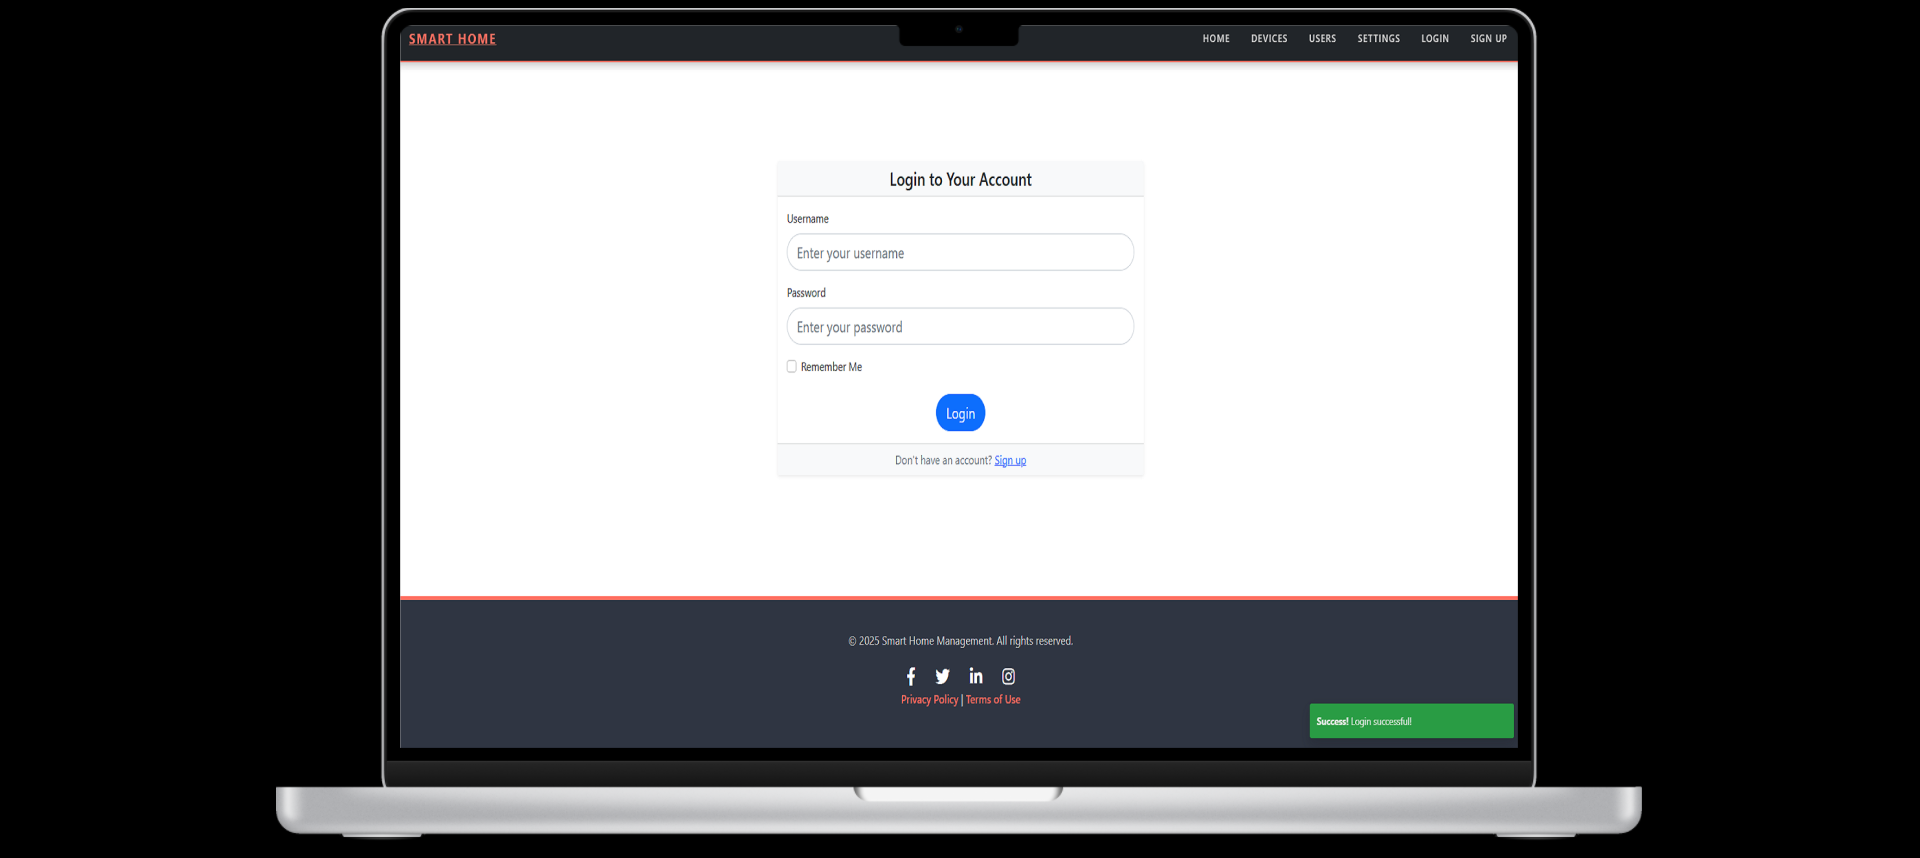 SMART HOME
HOME DEVICES USERS SETTINGS LOGIN SIGN UP
Login to Your Account
Username
Enter your username
Password
Enter your password
Remember Me
Login
Don't have an account? Sign up
© 2025 Smart Home Management. All rights reserved.
Privacy Policy | Terms of Use
Success! Login successful!